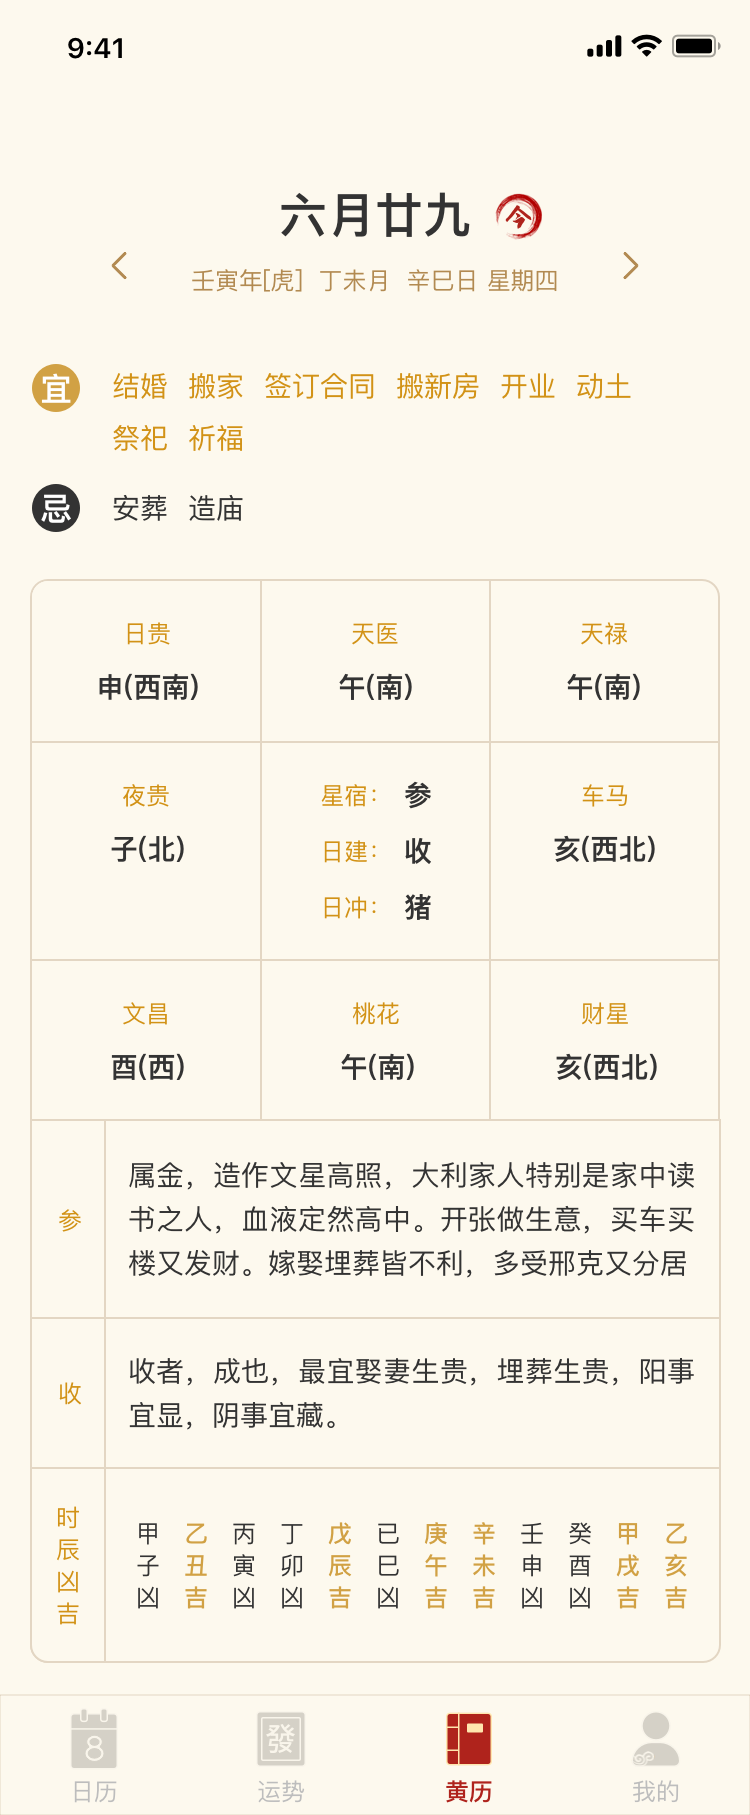 9:41
六月廿九 今
壬寅年[虎] 丁未月 辛巳日 星期四
宜 结婚 搬家 签订合同 搬新房 开业 动土
祭祀 祈福
忌 安葬 造庙
日贵 天医 天禄
申(西南) 午(南) 午(南)
夜贵
子(北)
星宿： 参
日建： 收
日冲： 猪
车马
亥(西北)
文昌 桃花 财星
酉(西) 午(南) 亥(西北)
参
属金，造作文星高照，大利家人特别是家中读
书之人，血液定然高中。开张做生意，买车买
楼又发财。嫁娶埋葬皆不利，多受邢克又分居
收
收者，成也，最宜娶妻生贵，埋葬生贵，阳事
宜显，阴事宜藏。
时辰凶吉
甲子凶
乙丑吉
丙寅凶
丁卯凶
戊辰吉
已巳凶
庚午吉
辛未吉
壬申凶
癸酉凶
甲戌吉
乙亥吉
8 發
日历 运势 黄历 我的